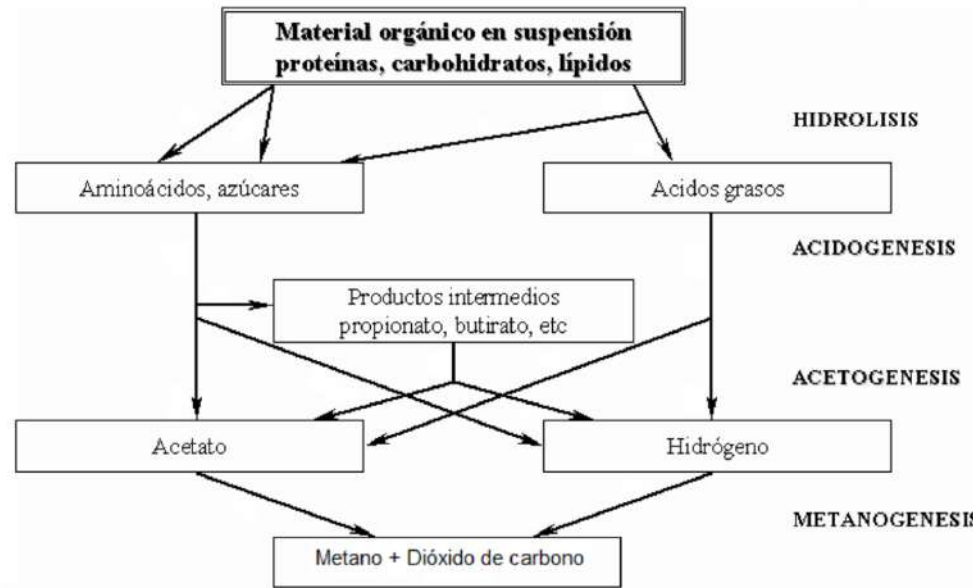 Material orgánico en suspensión
proteínas, carbohidratos, lípidos
HIDROLISIS
Aminoácidos, azúcares
Acidos grasos
ACIDOGENESIS
Productos intermedios
propionato, butirato, etc
ACETOGENESIS
Acetato
Hidrógeno
METANOGENESIS
Metano + Dióxido de carbono